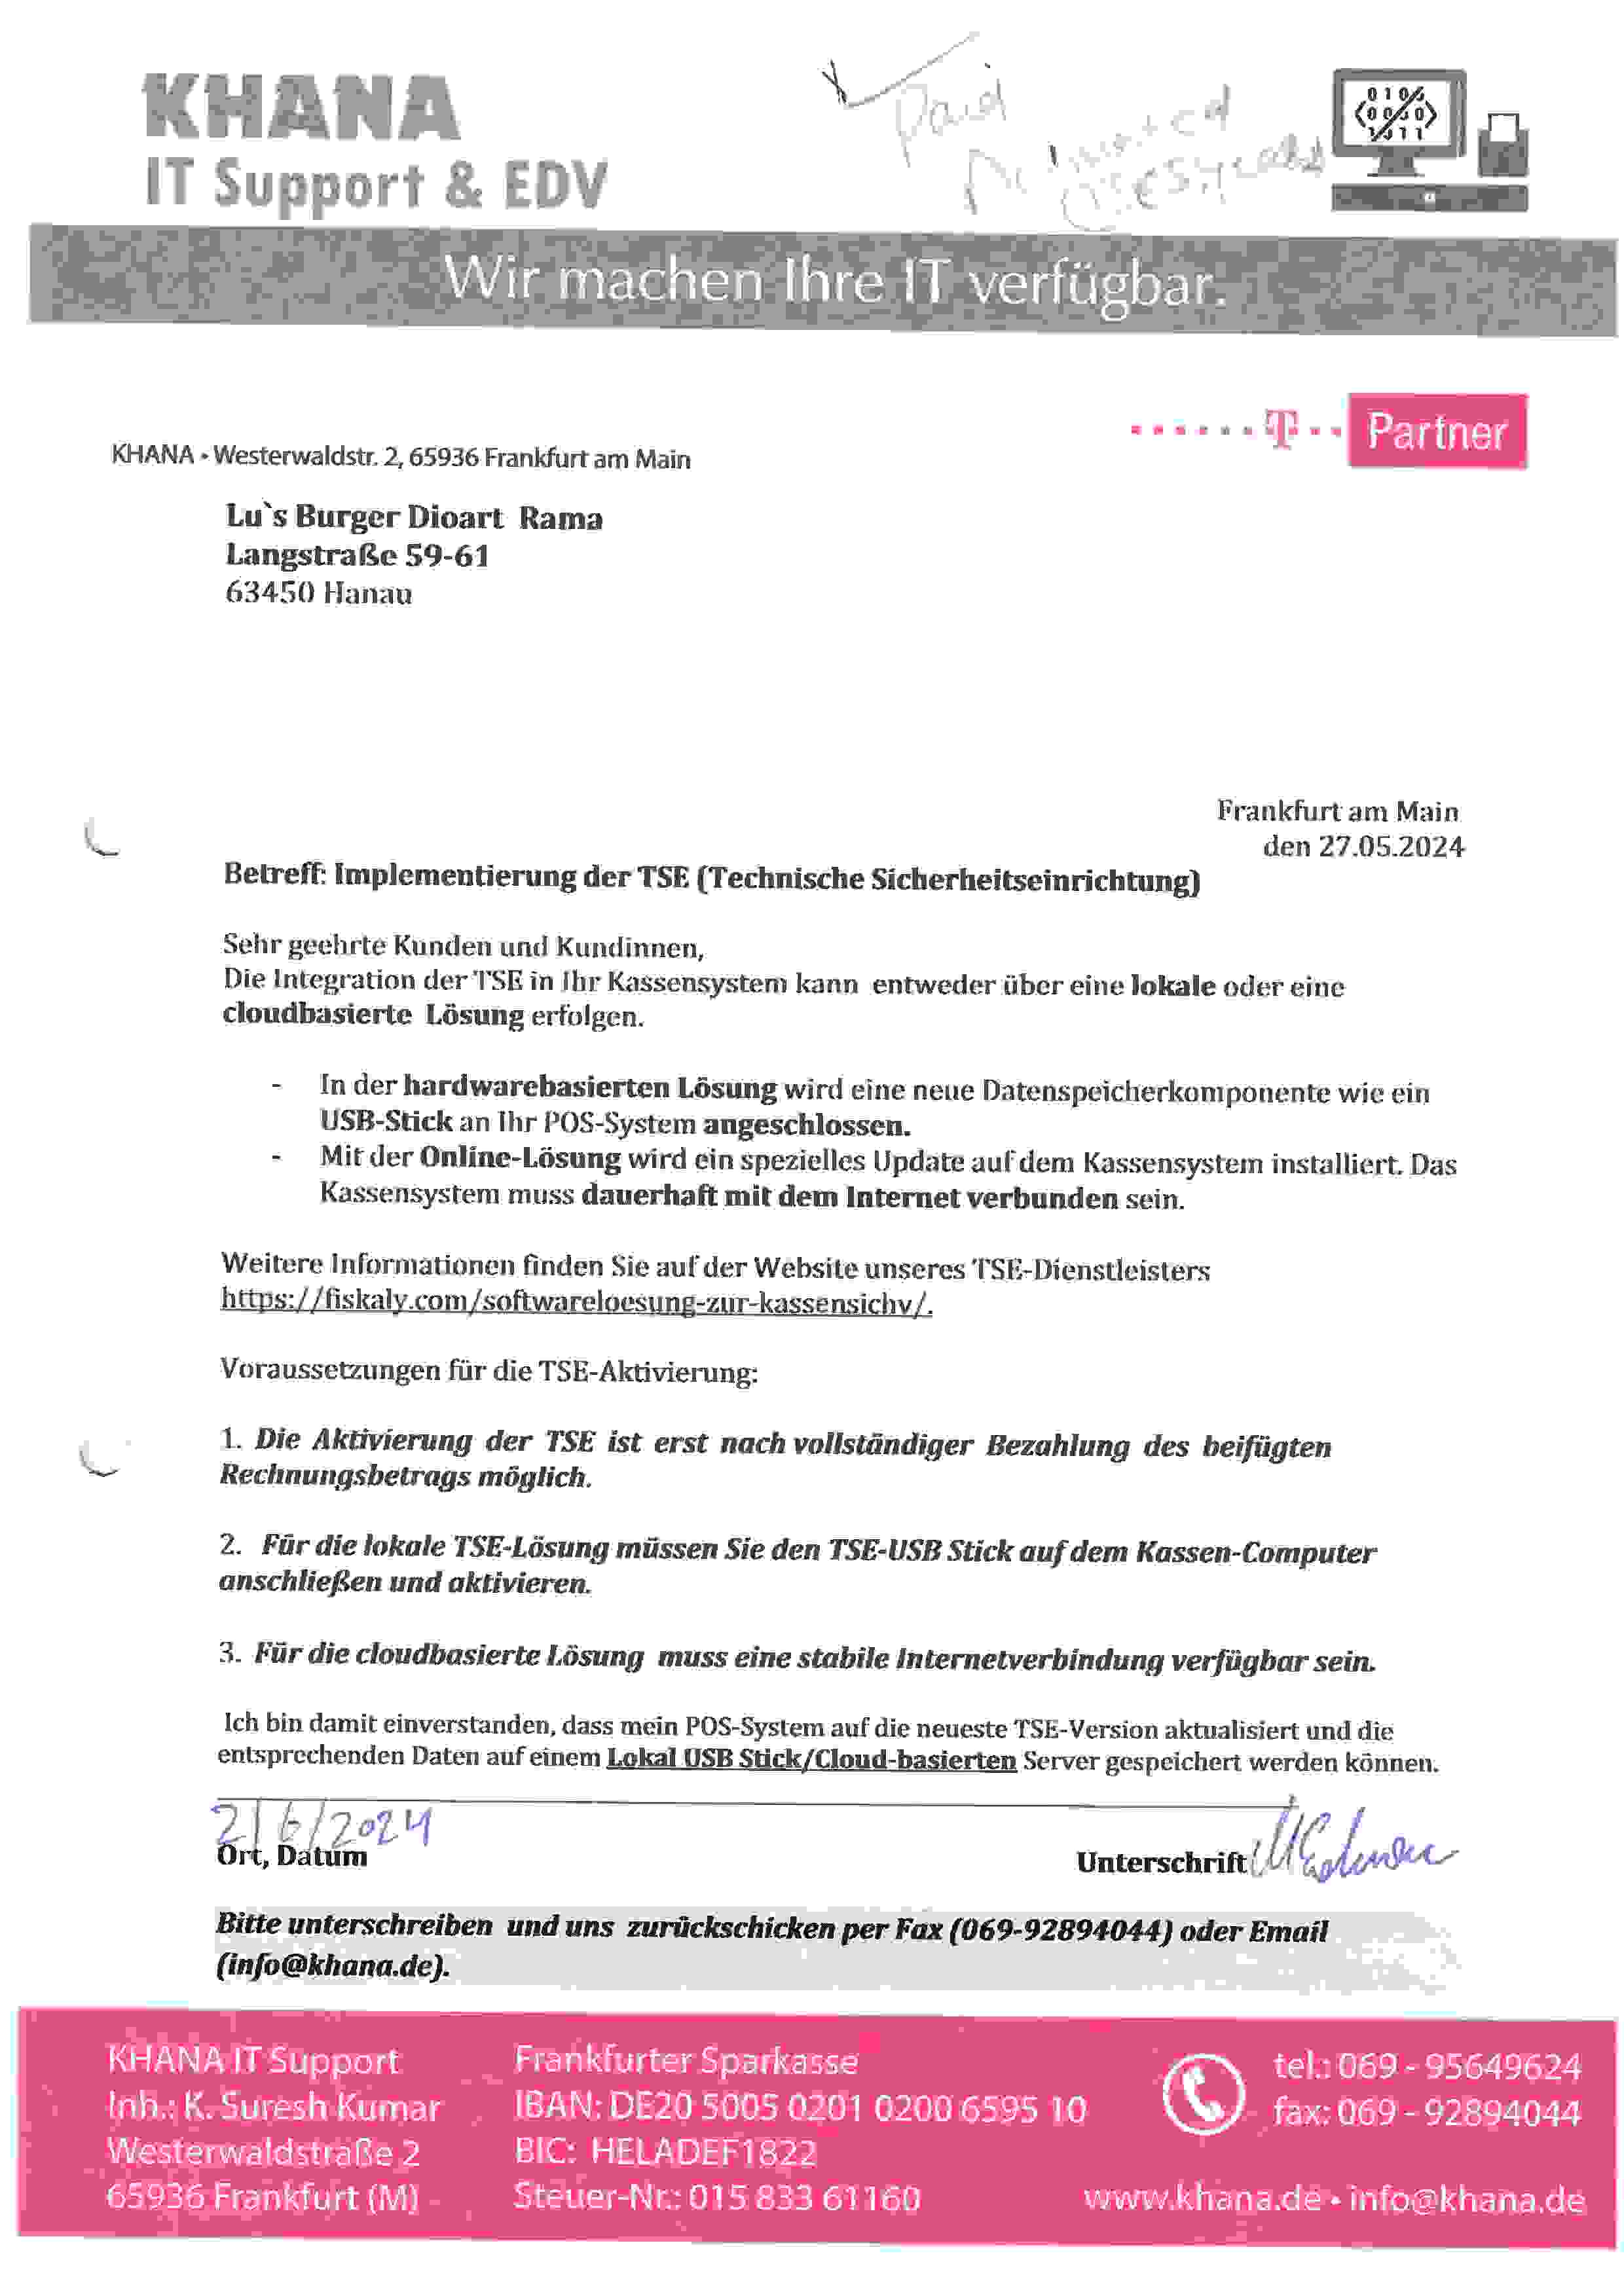 KHANA
IT Support & EDV
Paid
0101
0030
1011
Wir machen Ihre IT verfügbar.
T Partner
KHANA • Westerwaldstr. 2, 65936 Frankfurt am Main
Lu`s Burger Dioart Rama
Langstraße 59-61
63450 Hanau
Frankfurt am Main
den 27.05.2024
Betreff: Implementierung der TSE (Technische Sicherheitseinrichtung)
Sehr geehrte Kunden und Kundinnen,
Die Integration der TSE in Ihr Kassensystem kann entweder über eine lokale oder eine
cloudbasierte Lösung erfolgen.
- In der hardwarebasierten Lösung wird eine neue Datenspeicherkomponente wie ein
USB-Stick an Ihr POS-System angeschlossen.
- Mit der Online-Lösung wird ein spezielles Update auf dem Kassensystem installiert. Das
Kassensystem muss dauerhaft mit dem Internet verbunden sein.
Weitere Informationen finden Sie auf der Website unseres TSE-Dienstleisters
https://fiskaly.com/softwareloesung-zur-kassensichv/.
Voraussetzungen für die TSE-Aktivierung:
1. Die Aktivierung der TSE ist erst nach vollständiger Bezahlung des beifügten
Rechnungsbetrags möglich.
2. Für die lokale TSE-Lösung müssen Sie den TSE-USB Stick auf dem Kassen-Computer
anschließen und aktivieren.
3. Für die cloudbasierte Lösung muss eine stabile Internetverbindung verfügbar sein.
Ich bin damit einverstanden, dass mein POS-System auf die neueste TSE-Version aktualisiert und die
entsprechenden Daten auf einem Lokal USB Stick/Cloud-basierten Server gespeichert werden können.
2/6/2024
Ort, Datum
Unterschrift
Bitte unterschreiben und uns zurückschicken per Fax (069-92894044) oder Email
(info@khana.de).
KHANA IT Support
Inh.: K. Suresh Kumar
Westerwaldstraße 2
65936 Frankfurt (M)
Frankfurter Sparkasse
IBAN: DE20 5005 0201 0200 6595 10
BIC: HELADEF1822
Steuer-Nr.: 015 833 61160
tel.: 069 - 95649624
fax: 069 - 92894044
www.khana.de • info@khana.de